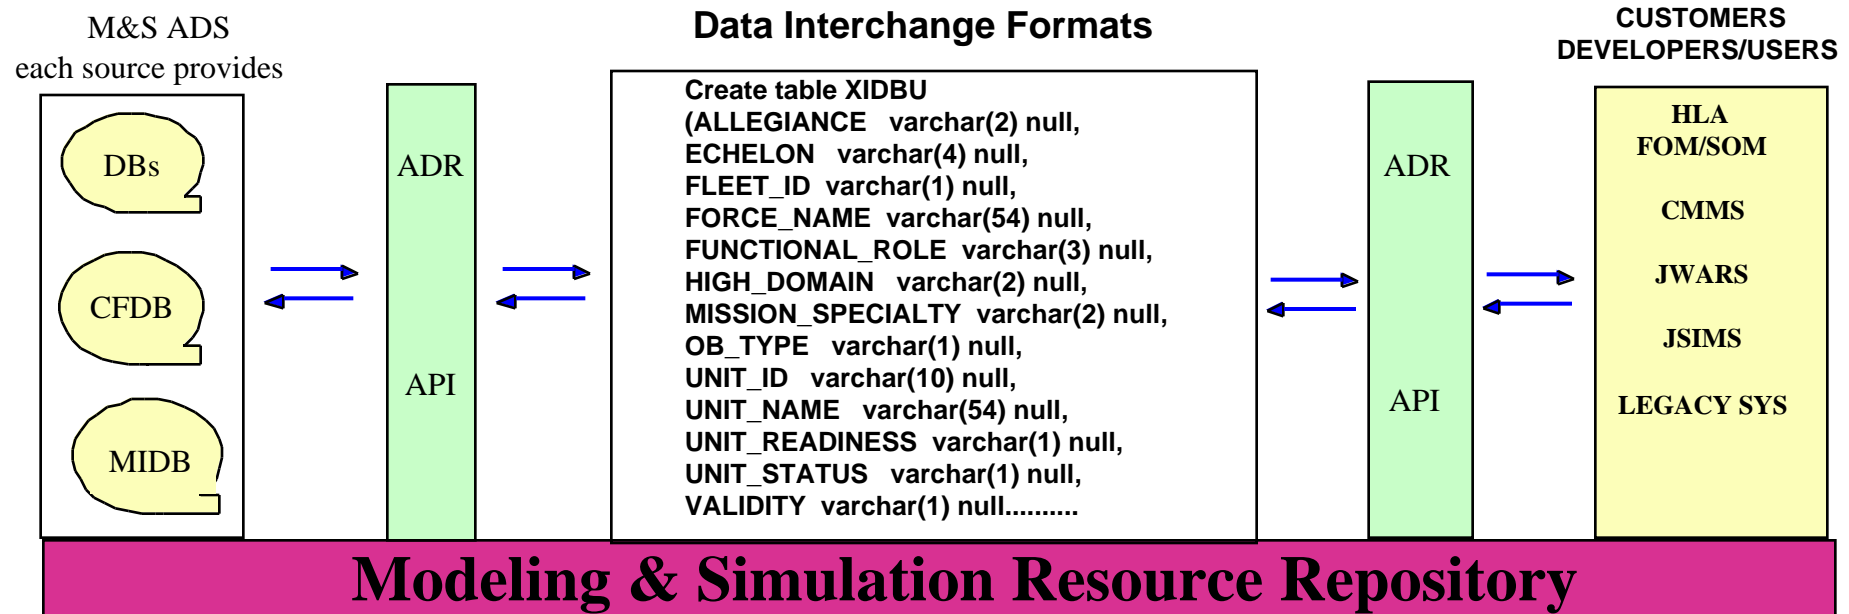 M&S ADS
each source provides
DBs
CFDB
MIDB
ADR
API
Data Interchange Formats
Create table XIDBU
(ALLEGIANCE varchar(2) null,
ECHELON varchar(4) null,
FLEET_ID varchar(1) null,
FORCE_NAME varchar(54) null,
FUNCTIONAL_ROLE varchar(3) null,
HIGH_DOMAIN varchar(2) null,
MISSION_SPECIALTY varchar(2) null,
OB_TYPE varchar(1) null,
UNIT_ID varchar(10) null,
UNIT_NAME varchar(54) null,
UNIT_READINESS varchar(1) null,
UNIT_STATUS varchar(1) null,
VALIDITY varchar(1) null..........
ADR
API
CUSTOMERS
DEVELOPERS/USERS
HLA
FOM/SOM
CMMS
JWARS
JSIMS
LEGACY SYS
Modeling & Simulation Resource Repository